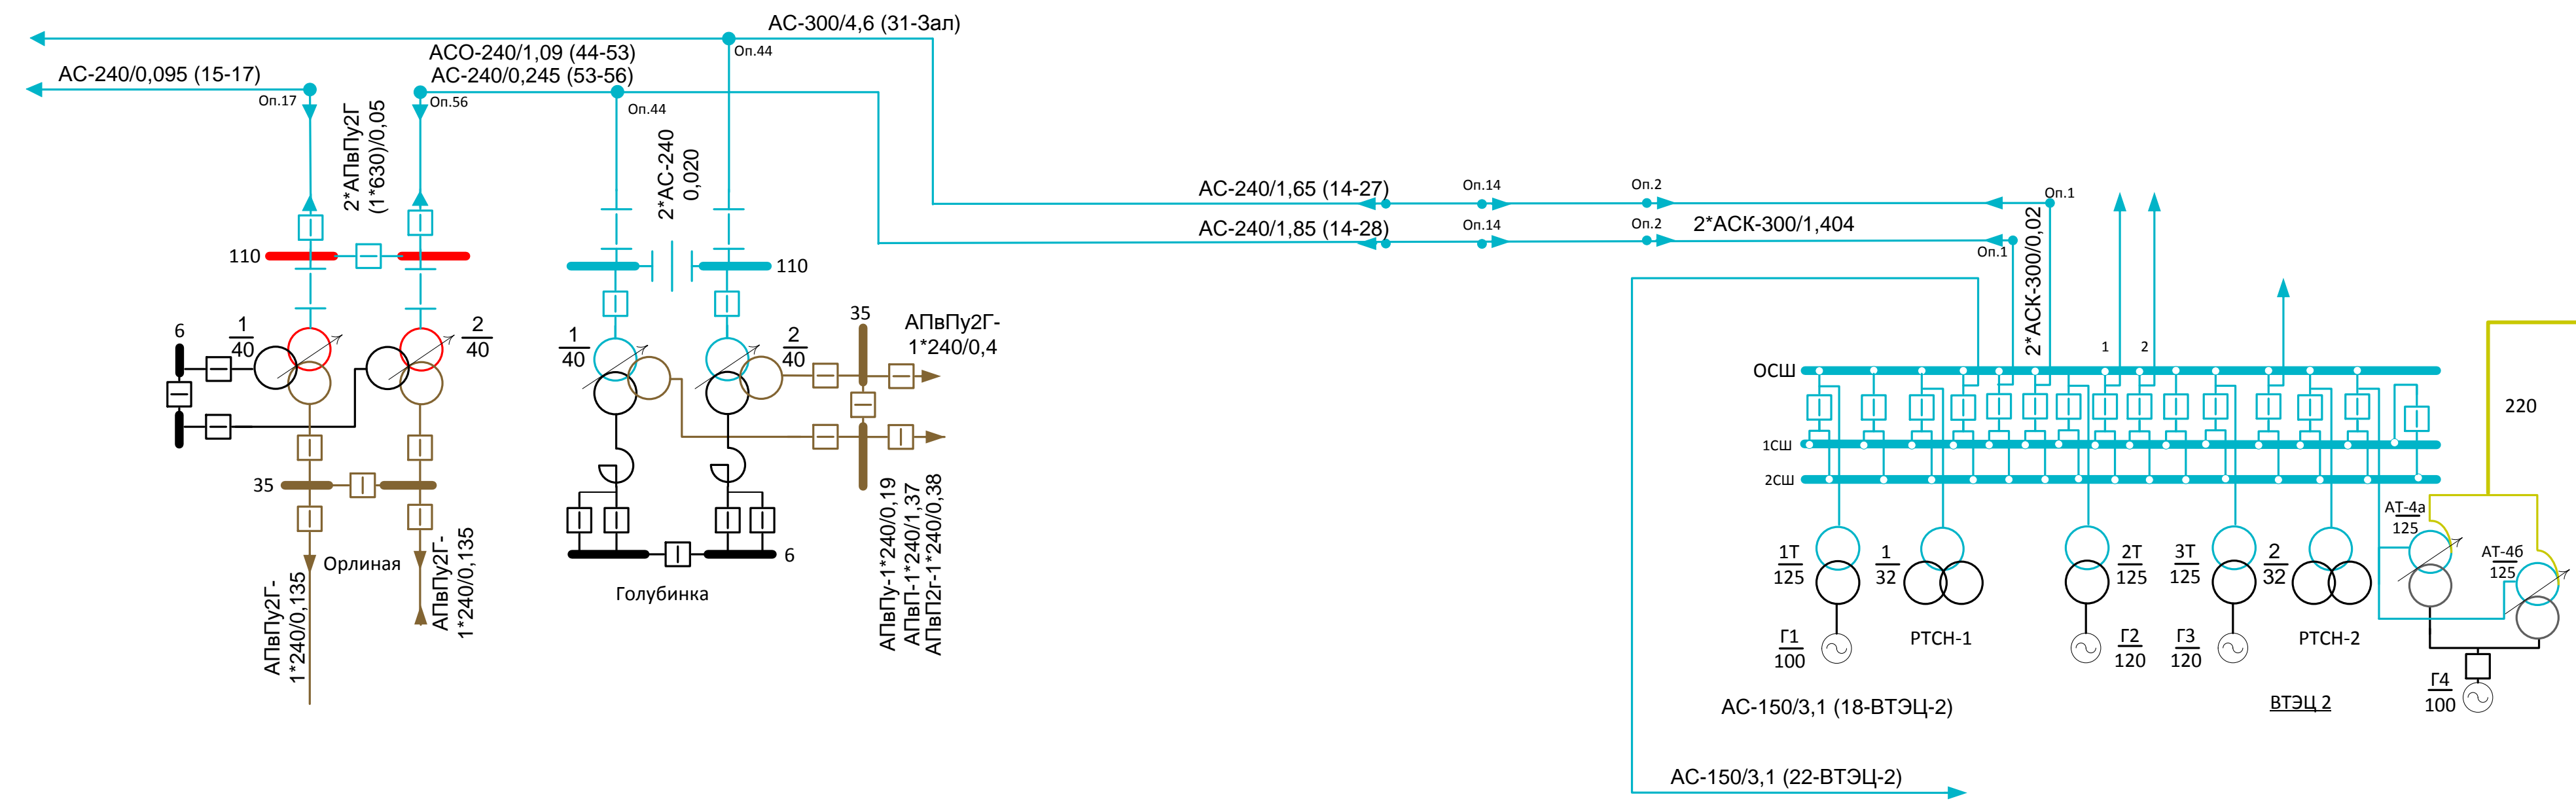 АС-300/4,6 (31-Зал)
Оп.44
АСО-240/1,09 (44-53)
АС-240/0,245 (53-56)
АС-240/0,095 (15-17)
Оп.17
Оп.56
Оп.44
2*АПвПу2Г
(1*630)/0,05
2*АС-240
0,020
110
110
6
1
40
2
40
1
40
2
40
35
АПвПу2Г-
1*240/0,4
35
Орлиная
АПвПу2Г-
1*240/0,135
АПвПу2Г-
1*240/0,135
6
Голубинка
АПвПу-1*240/0,19
АПвП-1*240/1,37
АПвП2г-1*240/0,38
АС-240/1,65 (14-27)
Оп.14
Оп.2
Оп.1
АС-240/1,85 (14-28)
Оп.14
Оп.2
2*АСК-300/1,404
Оп.1
2*АСК-300/0,02
1
2
ОСШ
1СШ
2СШ
220
1Т
125
1
32
2Т
125
3Т
125
2
32
АТ-4а
125
АТ-4б
125
Г1
100
РТСН-1
Г2
120
Г3
120
РТСН-2
Г4
100
ВТЭЦ 2
АС-150/3,1 (18-ВТЭЦ-2)
АС-150/3,1 (22-ВТЭЦ-2)